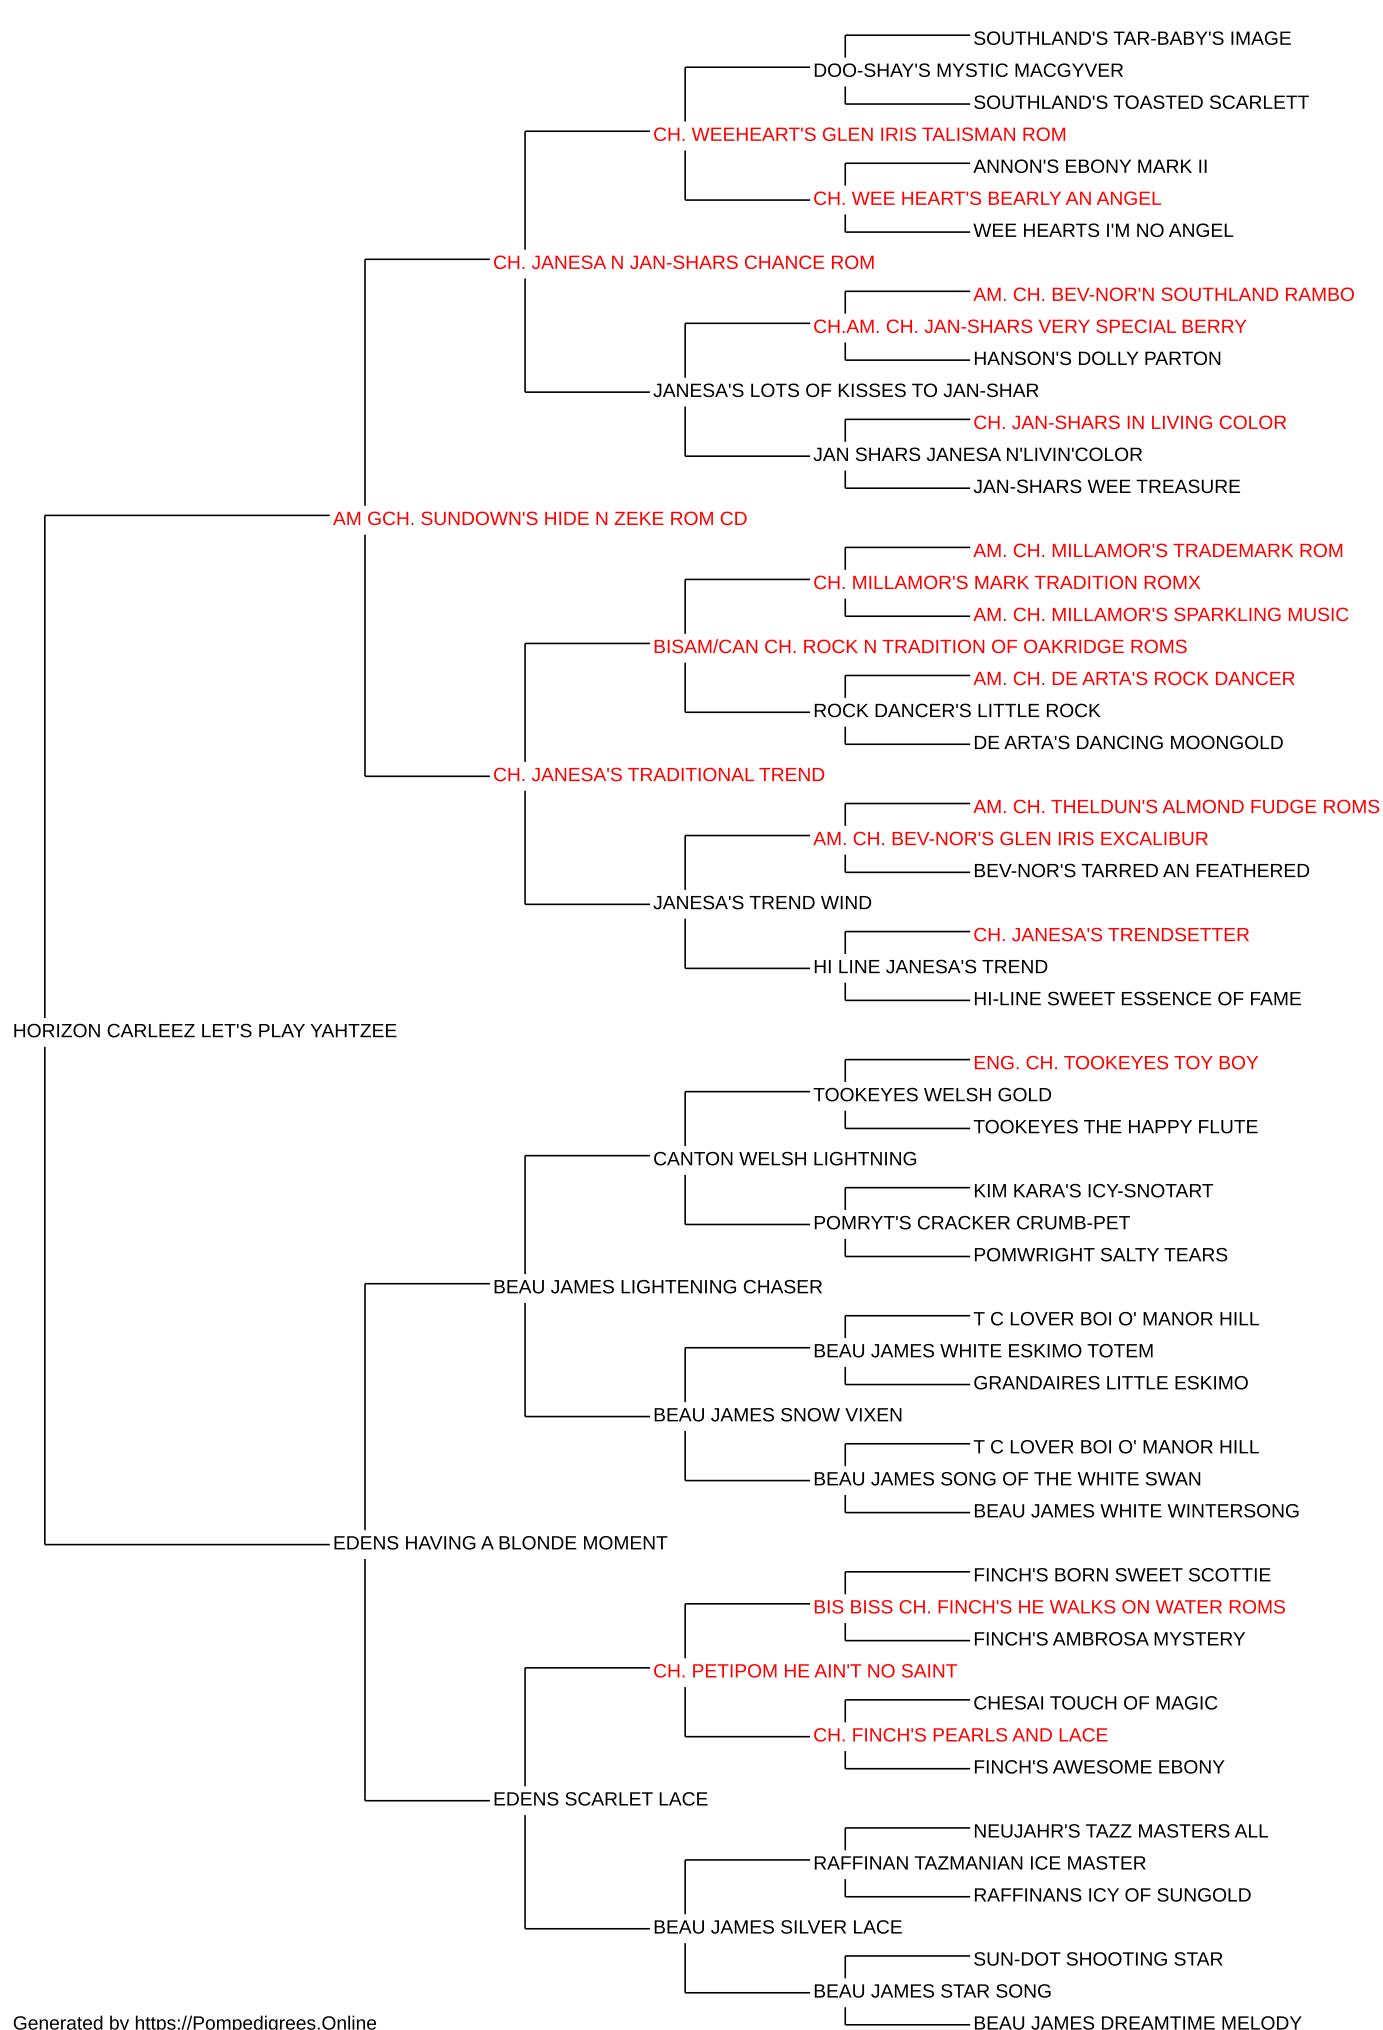 SOUTHLAND'S TAR-BABY'S IMAGE
DOO-SHAY'S MYSTIC MACGYVER
SOUTHLAND'S TOASTED SCARLETT
CH. WEEHEART'S GLEN IRIS TALISMAN ROM
ANNON'S EBONY MARK II
CH. WEE HEART'S BEARLY AN ANGEL
WEE HEARTS I'M NO ANGEL
CH. JANESA N JAN-SHARS CHANCE ROM
AM. CH. BEV-NOR'N SOUTHLAND RAMBO
CH.AM. CH. JAN-SHARS VERY SPECIAL BERRY
HANSON'S DOLLY PARTON
JANESA'S LOTS OF KISSES TO JAN-SHAR
CH. JAN-SHARS IN LIVING COLOR
JAN SHARS JANESA N'LIVIN'COLOR
JAN-SHARS WEE TREASURE
AM GCH. SUNDOWN'S HIDE N ZEKE ROM CD
AM. CH. MILLAMOR'S TRADEMARK ROM
CH. MILLAMOR'S MARK TRADITION ROMX
AM. CH. MILLAMOR'S SPARKLING MUSIC
BISAM/CAN CH. ROCK N TRADITION OF OAKRIDGE ROMS
AM. CH. DE ARTA'S ROCK DANCER
ROCK DANCER'S LITTLE ROCK
DE ARTA'S DANCING MOONGOLD
CH. JANESA'S TRADITIONAL TREND
AM. CH. THELDUN'S ALMOND FUDGE ROMS
AM. CH. BEV-NOR'S GLEN IRIS EXCALIBUR
BEV-NOR'S TARRED AN FEATHERED
JANESA'S TREND WIND
CH. JANESA'S TRENDSETTER
HI LINE JANESA'S TREND
HI-LINE SWEET ESSENCE OF FAME
HORIZON CARLEEZ LET'S PLAY YAHTZEE
ENG. CH. TOOKEYES TOY BOY
TOOKEYES WELSH GOLD
TOOKEYES THE HAPPY FLUTE
CANTON WELSH LIGHTNING
KIM KARA'S ICY-SNOTART
POMRYT'S CRACKER CRUMB-PET
POMWRIGHT SALTY TEARS
BEAU JAMES LIGHTENING CHASER
T C LOVER BOI O' MANOR HILL
BEAU JAMES WHITE ESKIMO TOTEM
GRANDAIRES LITTLE ESKIMO
BEAU JAMES SNOW VIXEN
T C LOVER BOI O' MANOR HILL
BEAU JAMES SONG OF THE WHITE SWAN
BEAU JAMES WHITE WINTERSONG
EDENS HAVING A BLONDE MOMENT
FINCH'S BORN SWEET SCOTTIE
BIS BISS CH. FINCH'S HE WALKS ON WATER ROMS
FINCH'S AMBROSA MYSTERY
CH. PETIPOM HE AIN'T NO SAINT
CHESAI TOUCH OF MAGIC
CH. FINCH'S PEARLS AND LACE
FINCH'S AWESOME EBONY
EDENS SCARLET LACE
NEUJAHR'S TAZZ MASTERS ALL
RAFFINAN TAZMANIAN ICE MASTER
RAFFINANS ICY OF SUNGOLD
BEAU JAMES SILVER LACE
SUN-DOT SHOOTING STAR
BEAU JAMES STAR SONG
BEAU JAMES DREAMTIME MELODY
Generated by https://Pompedigrees.Online